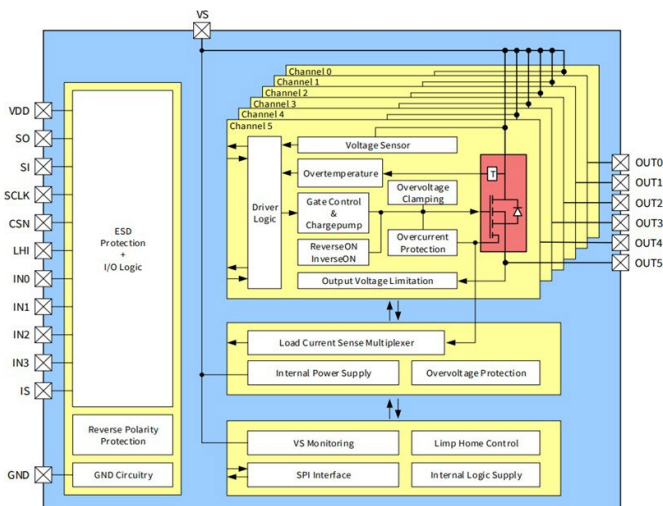 VS
VDD
SO
SI
SCLK
CSN
LHI
IN0
IN1
IN2
IN3
IS
GND
ESD
Protection
+
I/O Logic
Reverse Polarity
Protection
GND Circuitry
Channel 0
Channel 1
Channel 2
Channel 3
Channel 4
Channel 5
Driver
Logic
Voltage Sensor
Overtemperature
T
Gate Control
&
Chargepump
Overvoltage
Clamping
ReverseON
InverseON
Overcurrent
Protection
Output Voltage Limitation
OUT0
OUT1
OUT2
OUT3
OUT4
OUT5
Load Current Sense Multiplexer
Internal Power Supply
Overvoltage Protection
VS Monitoring
Limp Home Control
SPI Interface
Internal Logic Supply